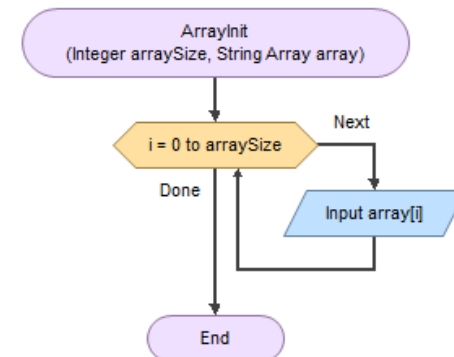 ArrayInit
(Integer arraySize, String Array array)
Next
i = 0 to arraySize
Done
Input array[i]
End